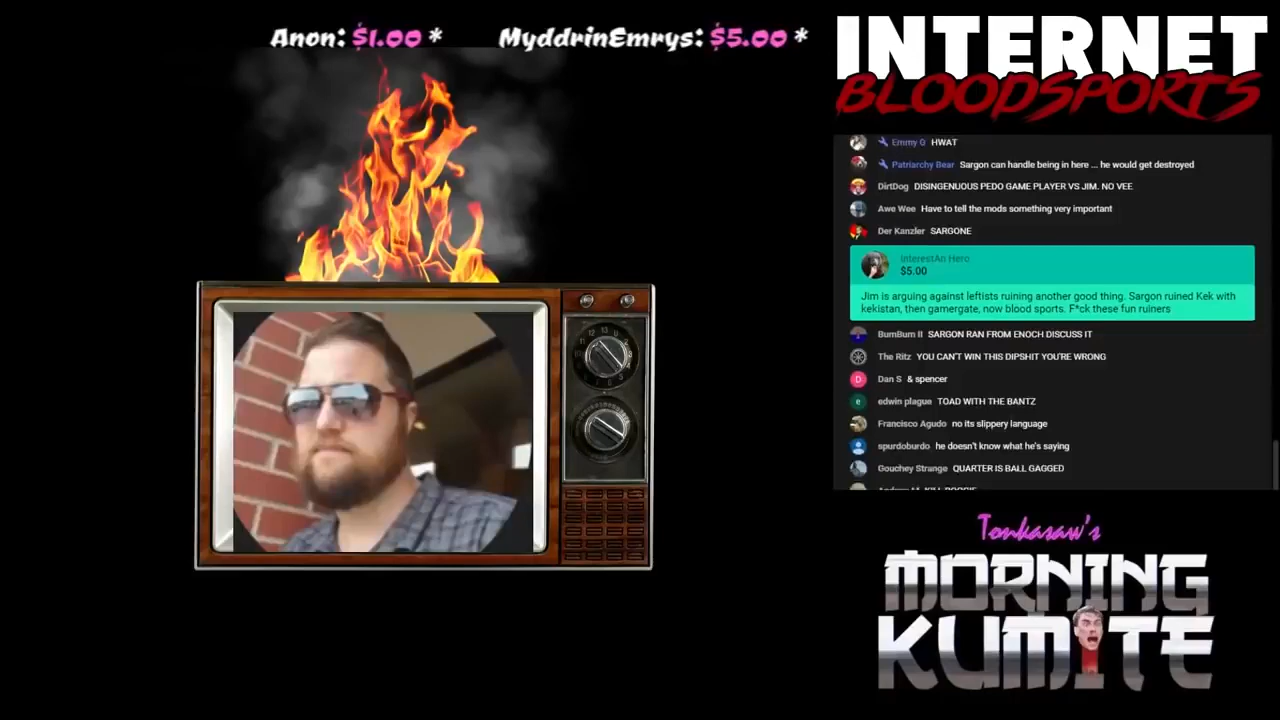 Anon: $1.00 * MyddrinEmrys: $5.00 *
INTERNET
BLOODSPORTS
Emmy Q HWAT
Patriarchy Bear Sargon can handle being in here ... he would get destroyed
DirtDog DISINGENUOUS PEDO GAME PLAYER VS JIM. NO VEE
Awe Wee Have to tell the mods something very important
Der Kanzler SARGONE
InterestAn Hero
$5.00
Jim is arguing against leftists ruining another good thing. Sargon ruined Kek with
kekistan, then gamergate, now blood sports. F*ck these fun ruiners
BumBum II SARGON RAN FROM ENOCH DISCUSS IT
The Ritz YOU CAN'T WIN THIS DIPSHIT YOU'RE WRONG
D Dan S & spencer
e edwin plague TOAD WITH THE BANTZ
Francisco Agudo no its slippery language
spurdoburdo he doesn't know what he's saying
Gouchey Strange QUARTER IS BALL GAGGED
Tonkasaw's
MORNING
KUMITE